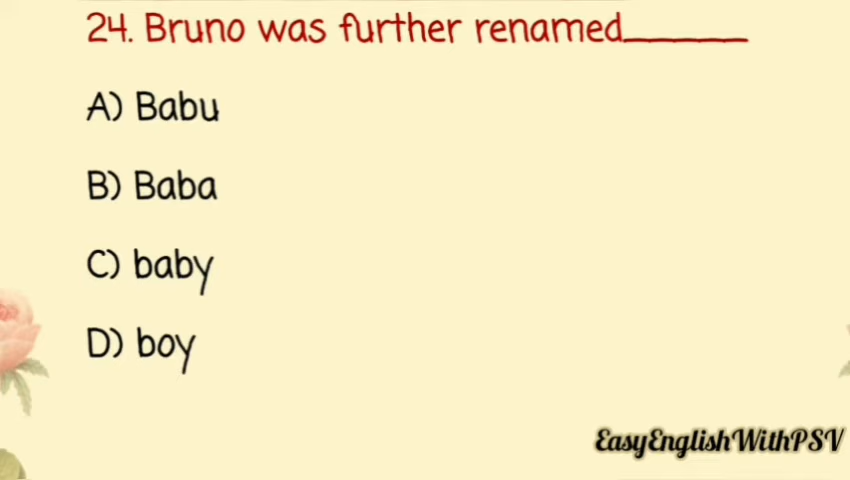 24. Bruno was further renamed______
A) Babu
B) Baba
C) baby
D) boy
EasyEnglishWithPSV